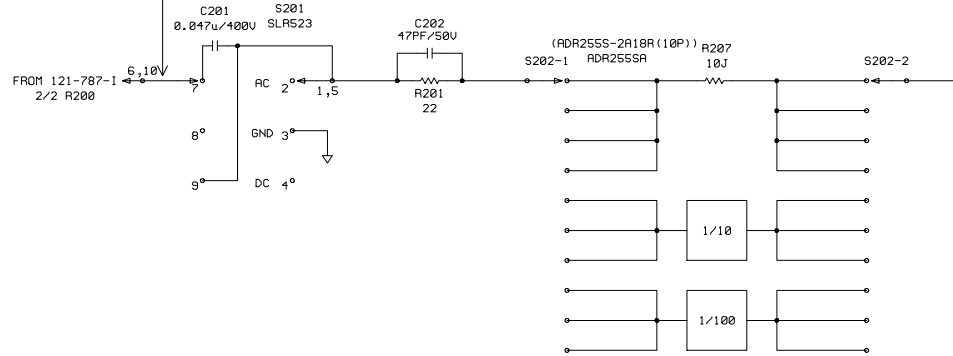 C201
0.047u/400V
S201
SLR523
C202
47PF/50V
(ADR255S-2A18R(10P))
ADR255SA
R207
10J
S202-1
S202-2
FROM 121-787-I
2/2 R200
6,10
7
AC 2
1,5
R201
22
8
GND 3
9
DC 4
1/10
1/100